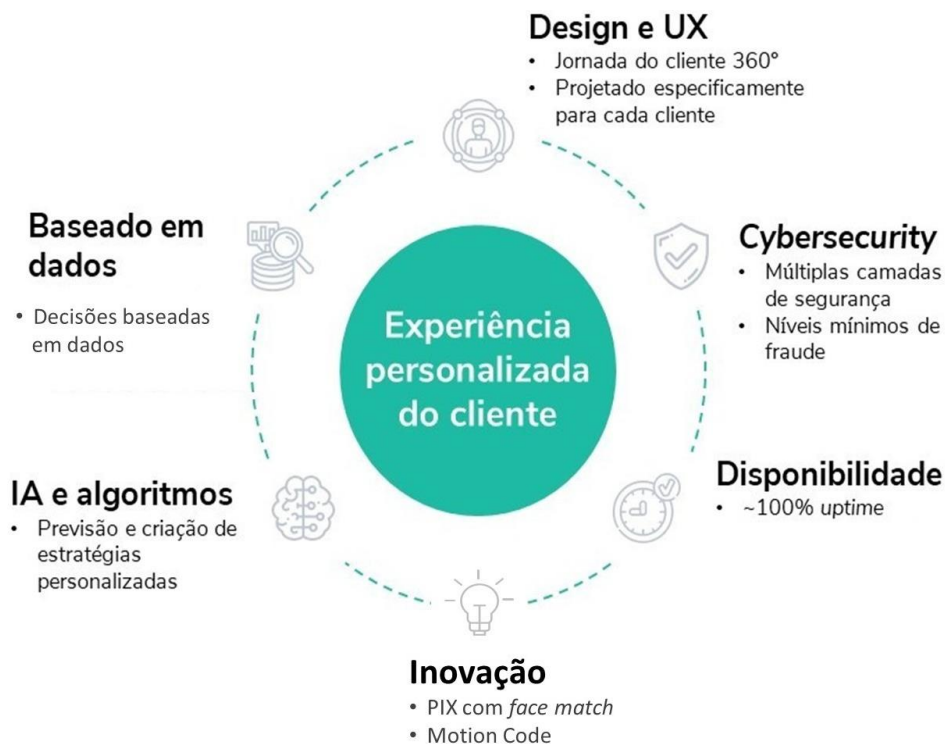 Design e UX
• Jornada do cliente 360°
• Projetado especificamente
para cada cliente
Cybersecurity
• Múltiplas camadas
de segurança
• Níveis mínimos de
fraude
Disponibilidade
• ~100% uptime
Inovação
• PIX com face match
• Motion Code
IA e algoritmos
• Previsão e criação de
estratégias
personalizadas
Baseado em
dados
• Decisões baseadas
em dados
Experiência
personalizada
do cliente